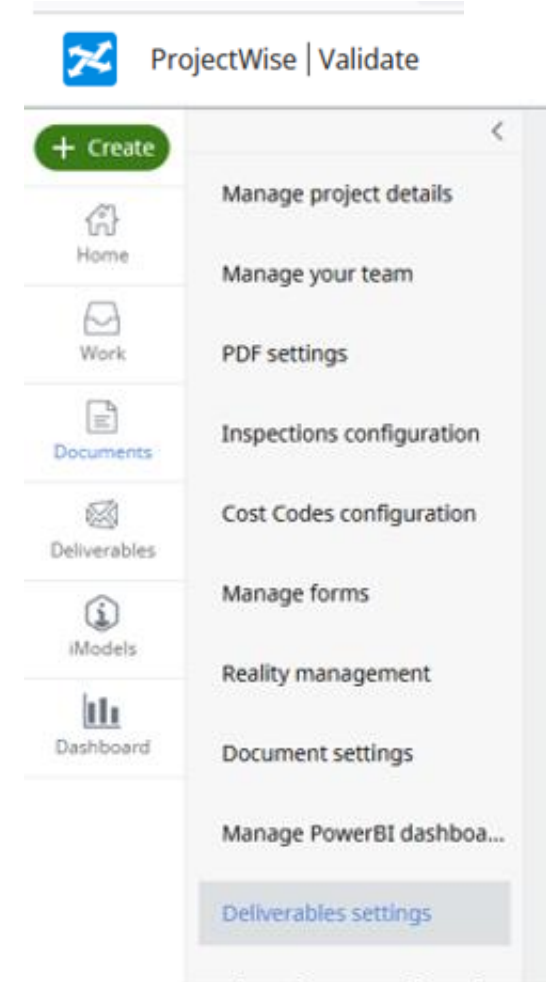 ProjectWise | Validate
+ Create
Home
Work
Documents
Deliverables
iModels
Dashboard
Manage project details
Manage your team
PDF settings
Inspections configuration
Cost Codes configuration
Manage forms
Reality management
Document settings
Manage PowerBI dashboa...
Deliverables settings